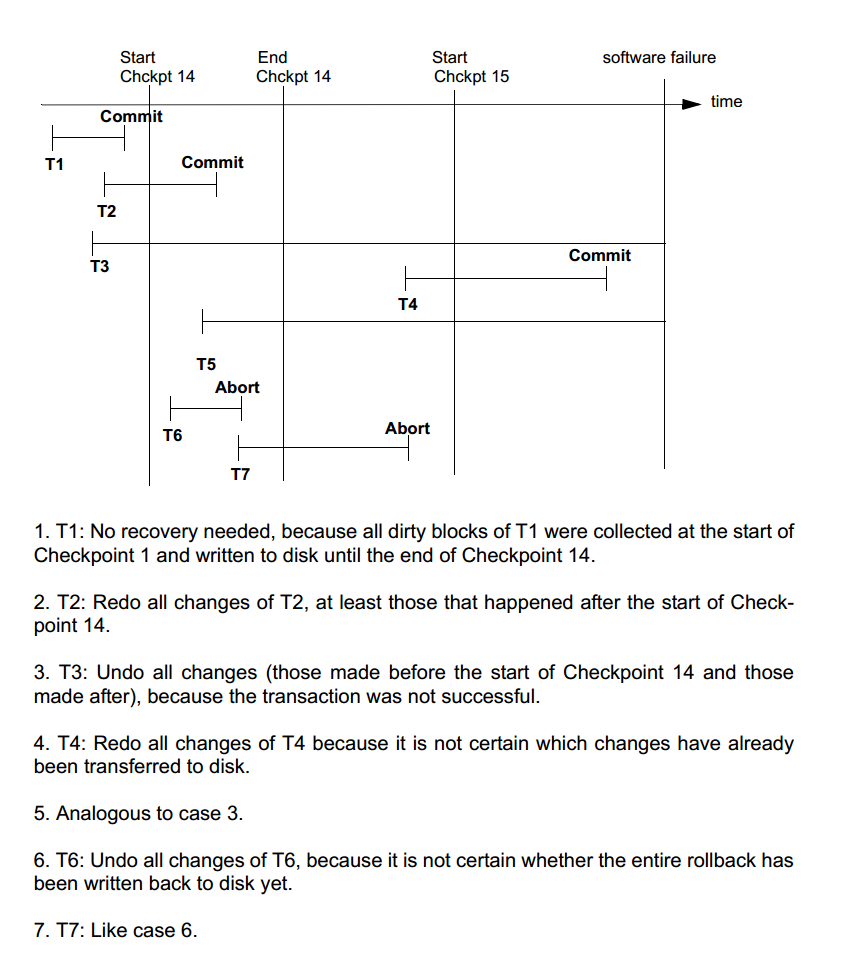 Start
Chckpt 14
End
Chckpt 14
Start
Chckpt 15
software failure
time
Commit
T1
Commit
T2
T3
Commit
T4
T5
Abort
T6
Abort
T7
1. T1: No recovery needed, because all dirty blocks of T1 were collected at the start of
Checkpoint 1 and written to disk until the end of Checkpoint 14.
2. T2: Redo all changes of T2, at least those that happened after the start of Check-
point 14.
3. T3: Undo all changes (those made before the start of Checkpoint 14 and those
made after), because the transaction was not successful.
4. T4: Redo all changes of T4 because it is not certain which changes have already
been transferred to disk.
5. Analogous to case 3.
6. T6: Undo all changes of T6, because it is not certain whether the entire rollback has
been written back to disk yet.
7. T7: Like case 6.